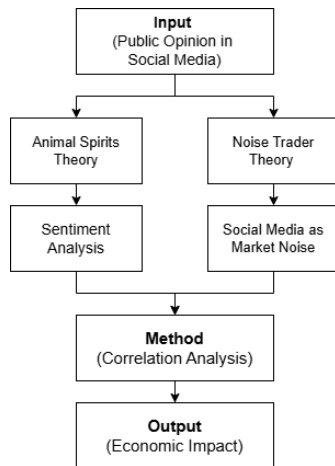 Input
(Public Opinion in
Social Media)
Animal Spirits
Theory
Noise Trader
Theory
Sentiment
Analysis
Social Media as
Market Noise
Method
(Correlation Analysis)
Output
(Economic Impact)